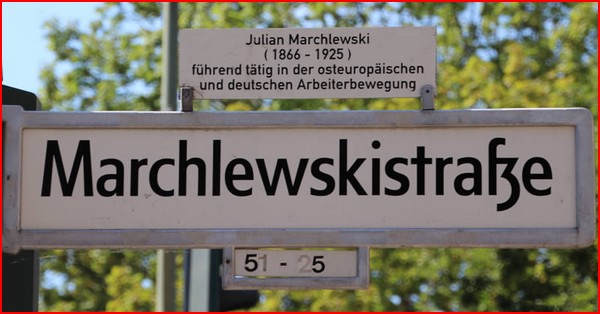 Julian Marchlewski
( 1866 - 1925 )
führend tätig in der osteuropäischen
und deutschen Arbeiterbewegung
Marchlewskistraße
51 - 25